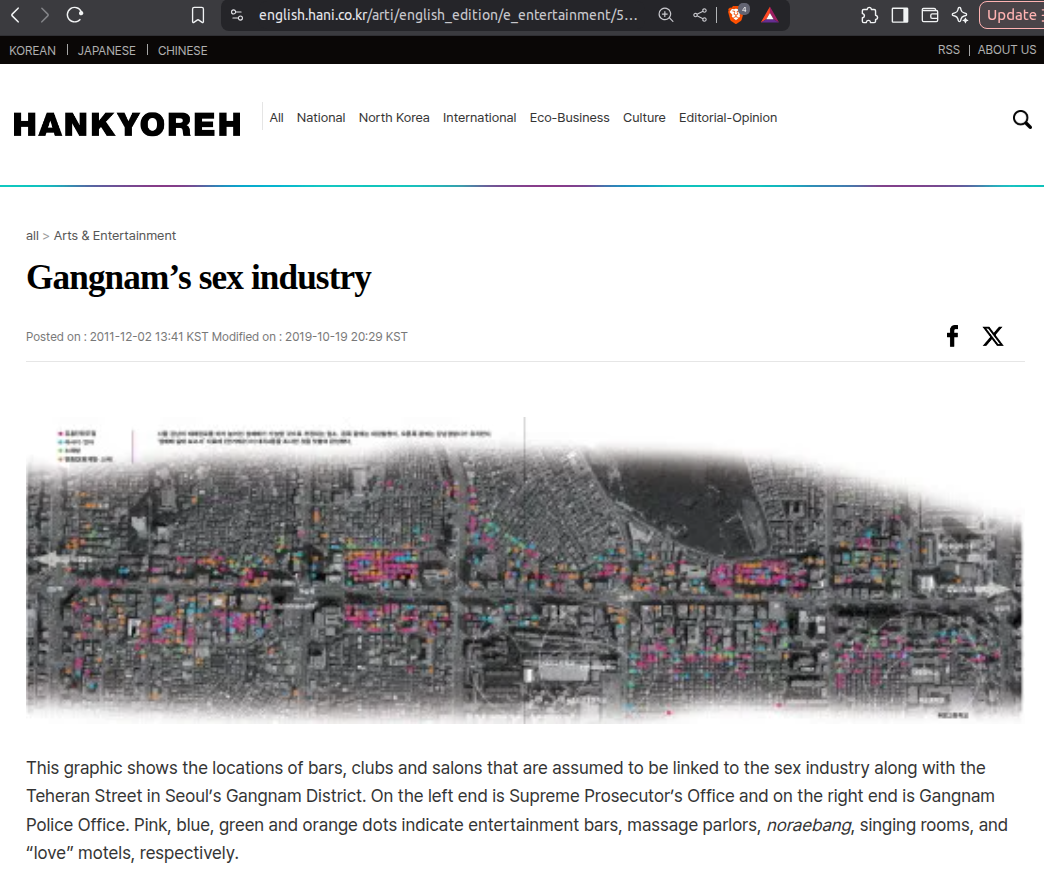 english.hani.co.kr/arti/english_edition/e_entertainment/5...
4
Update
KOREAN
JAPANESE
CHINESE
RSS
ABOUT US
HANKYOREH
All
National
North Korea
International
Eco-Business
Culture
Editorial-Opinion
all > Arts & Entertainment
Gangnam’s sex industry
Posted on : 2011-12-02 13:41 KST Modified on : 2019-10-19 20:29 KST
This graphic shows the locations of bars, clubs and salons that are assumed to be linked to the sex industry along with the
Teheran Street in Seoul’s Gangnam District. On the left end is Supreme Prosecutor’s Office and on the right end is Gangnam
Police Office. Pink, blue, green and orange dots indicate entertainment bars, massage parlors, noraebang, singing rooms, and
“love” motels, respectively.